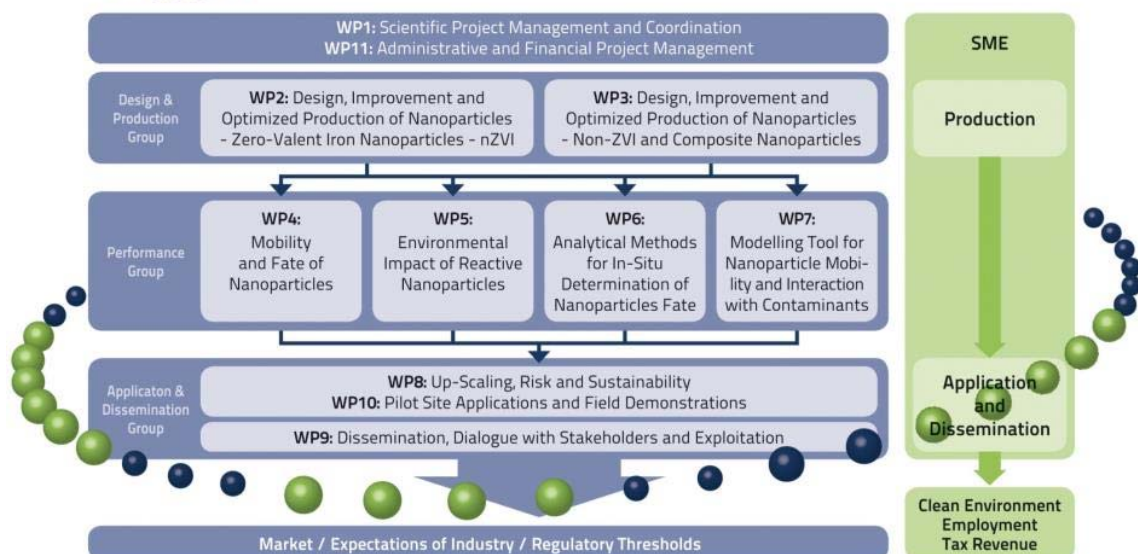 WP1: Scientific Project Management and Coordination
WP11: Administrative and Financial Project Management
SME
Design &
Production
Group
WP2: Design, Improvement and
Optimized Production of Nanoparticles
- Zero-Valent Iron Nanoparticles - nZVI
WP3: Design, Improvement and
Optimized Production of Nanoparticles
- Non-ZVI and Composite Nanoparticles
Production
Performance
Group
WP4:
Mobility
and Fate of
Nanoparticles
WP5:
Environmental
Impact of Reactive
Nanoparticles
WP6:
Analytical Methods
for In-Situ
Determination of
Nanoparticles Fate
WP7:
Modelling Tool for
Nanoparticle Mobi-
lity and Interaction
with Contaminants
Applicaton &
Dissemination
Group
WP8: Up-Scaling, Risk and Sustainability
WP10: Pilot Site Applications and Field Demonstrations
WP9: Dissemination, Dialogue with Stakeholders and Exploitation
Application
and
Dissemination
Market / Expectations of Industry / Regulatory Thresholds
Clean Environment
Employment
Tax Revenue